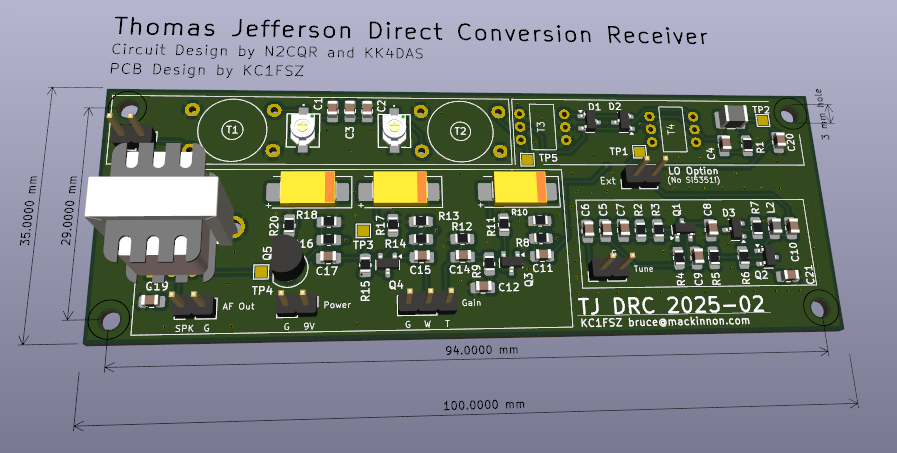 Thomas Jefferson Direct Conversion Receiver
Circuit Design by N2CQR and KK4DAS
PCB Design by KC1FSZ
35.0000 mm
29.0000 mm
3 mm hole
T1
C1
C3
C2
T2
T3
D1 D2
T4
TP2
TP5
TP1
C4
R1
C20
Ext
LO Option
(No Si5351!)
R20
R18
R17
R13
R11
R10
Q5
16
TP3
R14
R12
R8
C17
C15
C14
C11
TP4
R15
Q4
R9
Q3
C12
C6
C5
C7
R2
R3
Q1
C8
D3
R7
L2
Tune
R4
C9
R5
R6
Q2
C10
C21
C19
AF Out
SPK G
Power
G 9V
Gain
G W T
TJ DRC 2025-02
KC1FSZ bruce@mackinnon.com
94.0000 mm
100.0000 mm